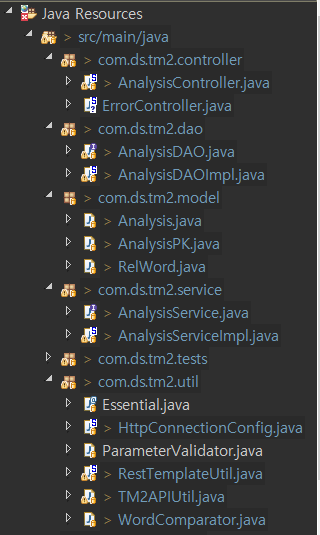 Java Resources
> src/main/java
> com.ds.tm2.controller
> AnalysisController.java
ErrorController.java
> com.ds.tm2.dao
> AnalysisDAO.java
> AnalysisDAOImpl.java
> com.ds.tm2.model
> Analysis.java
> AnalysisPK.java
> RelWord.java
> com.ds.tm2.service
> AnalysisService.java
> AnalysisServiceImpl.java
> com.ds.tm2.tests
> com.ds.tm2.util
Essential.java
> HttpConnectionConfig.java
ParameterValidator.java
> RestTemplateUtil.java
> TM2APIUtil.java
> WordComparator.java